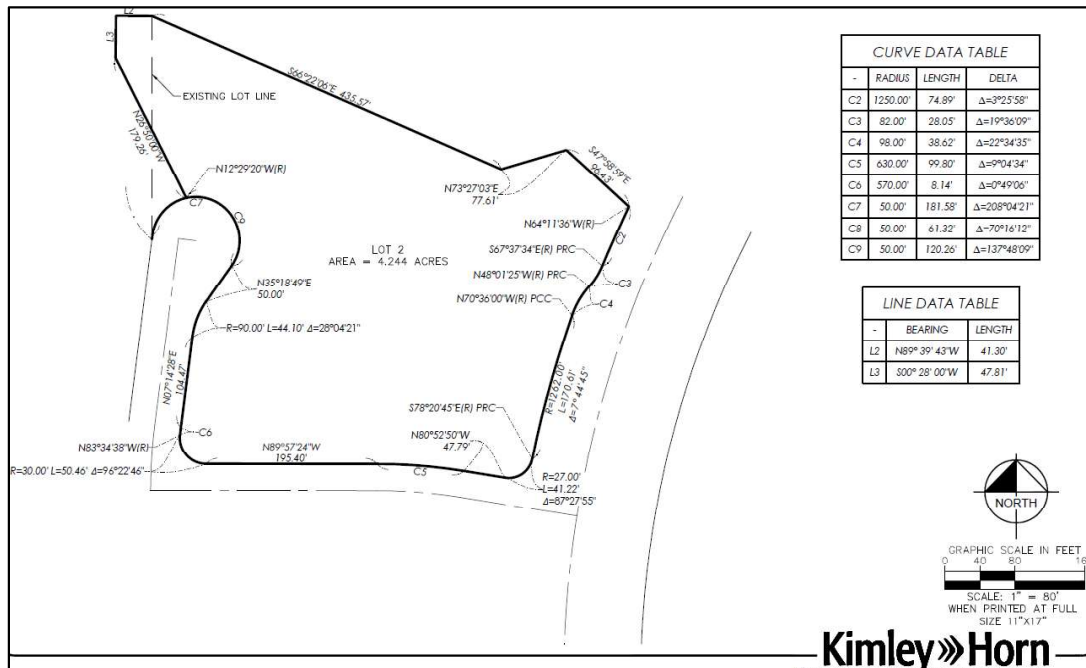 L2
L3
S66°22'06"E 435.57'
EXISTING LOT LINE
N26°50'00"W
179.26'
N12°29'20"W(R)
C7
C9
S47°58'59"E
96.43'
N73°27'03"E
77.61'
N64°11'36"W(R)
C2
LOT 2
AREA = 4.244 ACRES
S67°37'34"E(R) PRC
N48°01'25"W(R) PRC
C3
N70°36'00"W(R) PCC
C4
N35°18'49"E
50.00'
R=90.00' L=44.10' Δ=28°04'21"
N07°14'28"E
104.47'
R=1262.00'
L=170.61'
Δ=7°44'45"
S78°20'45"E(R) PRC
N80°52'50"W
47.79'
C6
N83°34'38"W(R)
N89°57'24"W
195.40'
C5
R=30.00' L=50.46' Δ=96°22'46"
R=27.00'
L=41.22'
Δ=87°27'55"
CURVE DATA TABLE
- RADIUS LENGTH DELTA
C2 1250.00' 74.89' Δ=3°25'58"
C3 82.00' 28.05' Δ=19°36'09"
C4 98.00' 38.62' Δ=22°34'35"
C5 630.00' 99.80' Δ=9°04'34"
C6 570.00' 8.14' Δ=0°49'06"
C7 50.00' 181.58' Δ=208°04'21"
C8 50.00' 61.32' Δ=70°16'12"
C9 50.00' 120.26' Δ=137°48'09"
LINE DATA TABLE
- BEARING LENGTH
L2 N89° 39' 43"W 41.30'
L3 S00° 28' 00"W 47.81'
NORTH
GRAPHIC SCALE IN FEET
0 40 80 16
SCALE: 1" = 80'
WHEN PRINTED AT FULL
SIZE 11"X17"
Kimley»Horn